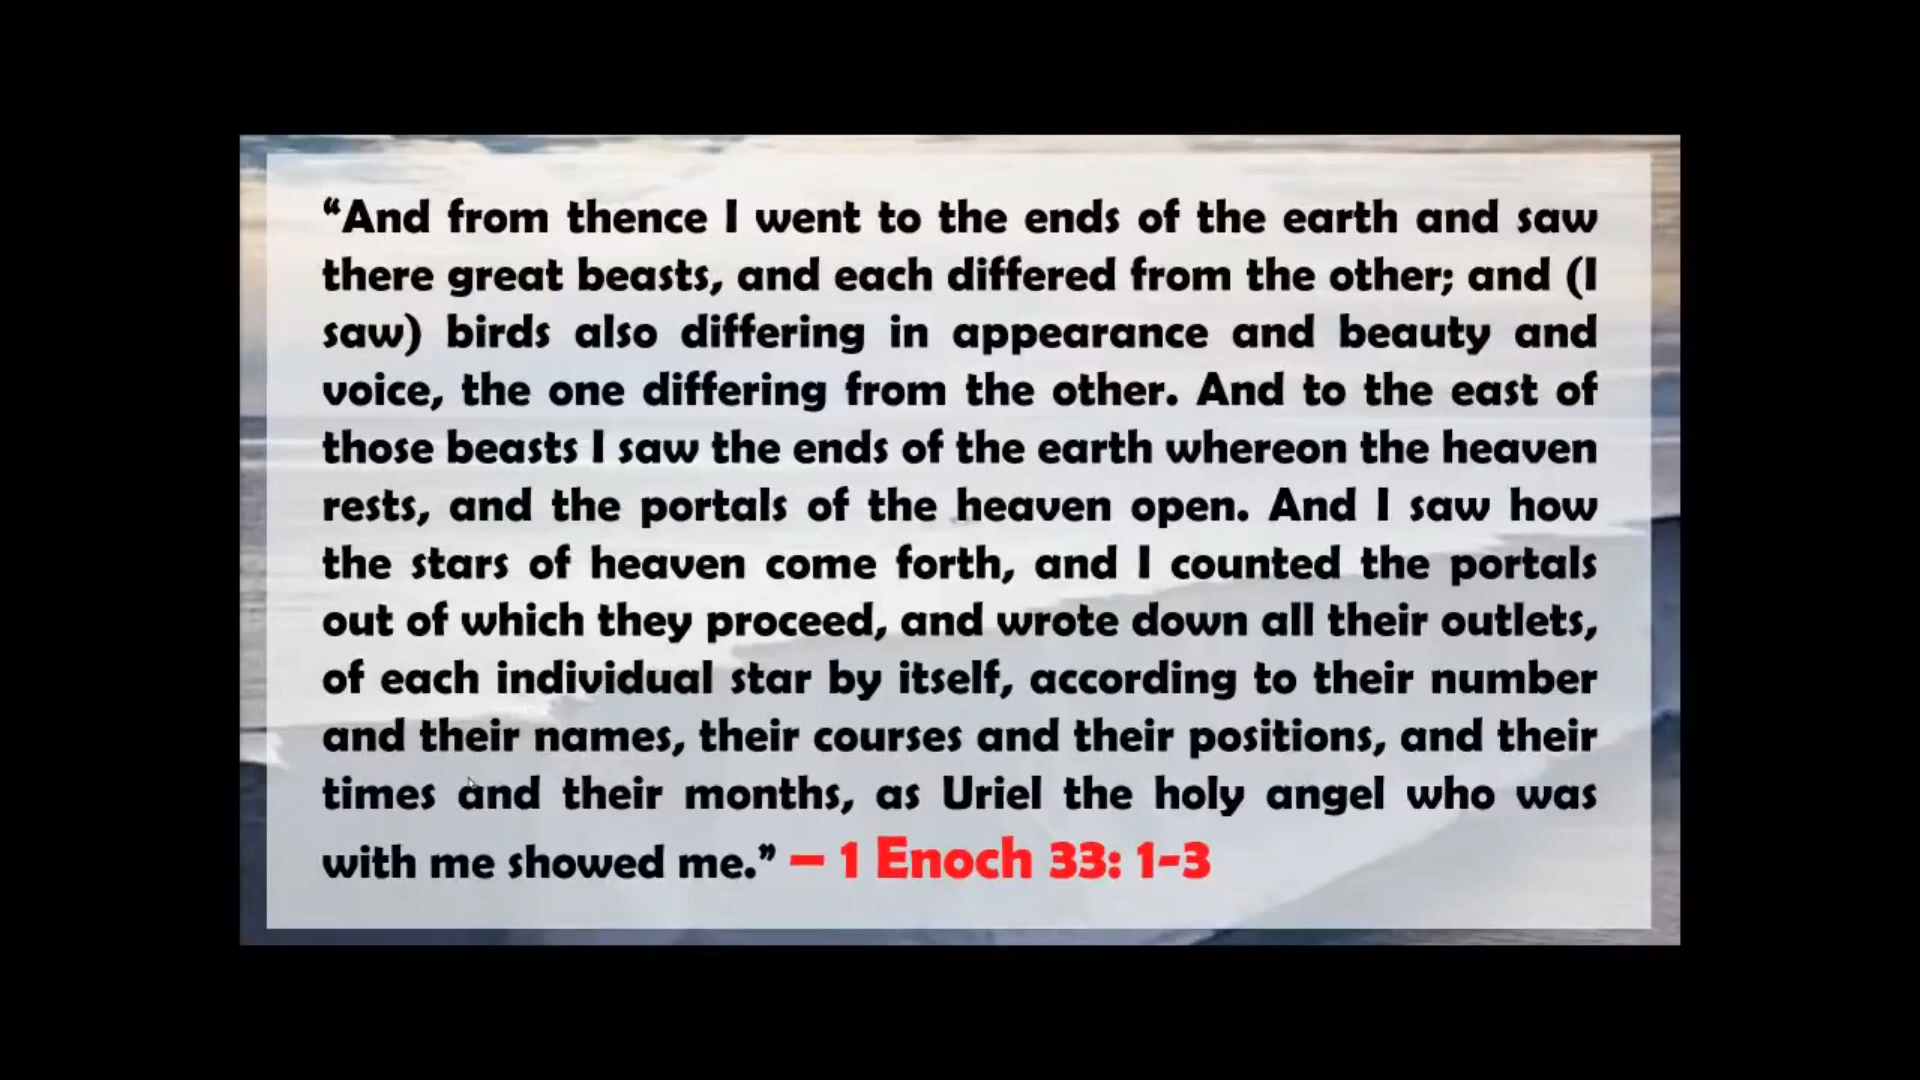 “And from thence I went to the ends of the earth and saw
there great beasts, and each differed from the other; and (I
saw) birds also differing in appearance and beauty and
voice, the one differing from the other. And to the east of
those beasts I saw the ends of the earth whereon the heaven
rests, and the portals of the heaven open. And I saw how
the stars of heaven come forth, and I counted the portals
out of which they proceed, and wrote down all their outlets,
of each individual star by itself, according to their number
and their names, their courses and their positions, and their
times and their months, as Uriel the holy angel who was
with me showed me.” – 1 Enoch 33: 1-3